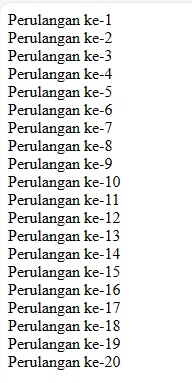 Perulangan ke-1
Perulangan ke-2
Perulangan ke-3
Perulangan ke-4
Perulangan ke-5
Perulangan ke-6
Perulangan ke-7
Perulangan ke-8
Perulangan ke-9
Perulangan ke-10
Perulangan ke-11
Perulangan ke-12
Perulangan ke-13
Perulangan ke-14
Perulangan ke-15
Perulangan ke-16
Perulangan ke-17
Perulangan ke-18
Perulangan ke-19
Perulangan ke-20